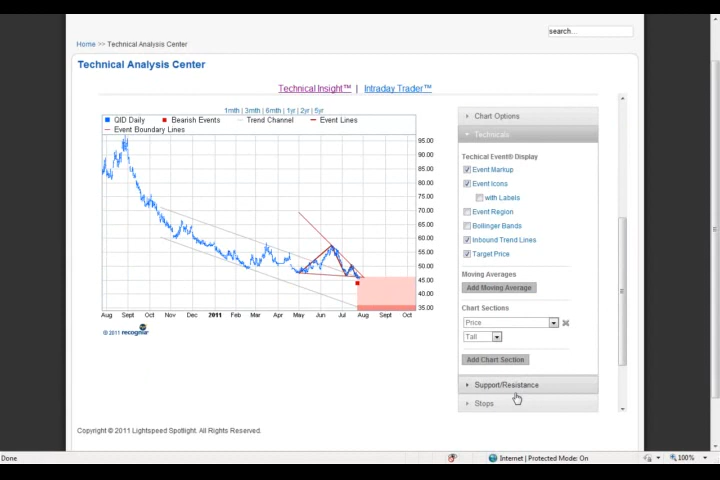 search...
Home >> Technical Analysis Center
Technical Analysis Center
Technical Insight™ | Intraday Trader™
1mth | 3mth | 6mth | 1yr | 2yr | 5yr
QID Daily Bearish Events Trend Channel Event Lines
Event Boundary Lines
95.00
90.00
85.00
80.00
75.00
70.00
65.00
60.00
55.00
50.00
45.00
40.00
35.00
Aug Sept Oct Nov Dec 2011 Feb Mar Apr May Jun Jul Aug Sept Oct
© 2011 recognia
Chart Options
Technicals
Techical Event® Display
Event Markup
Event Icons
with Labels
Event Region
Bollinger Bands
Inbound Trend Lines
Target Price
Moving Averages
Add Moving Average
Chart Sections
Price
Tall
Add Chart Section
Support/Resistance
Stops
Copyright © 2011 Lightspeed Spotlight. All Rights Reserved.
Done
Internet | Protected Mode: On
100%